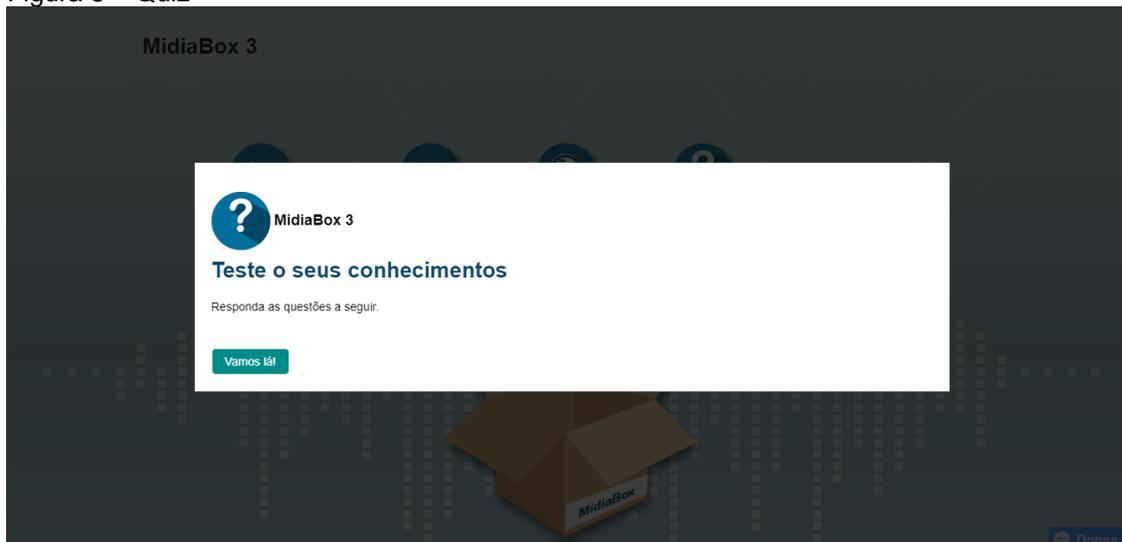 MidiaBox 3
MidiaBox 3
Teste o seus conhecimentos
Responda as questões a seguir.
Vamos lá!
MidiaBox